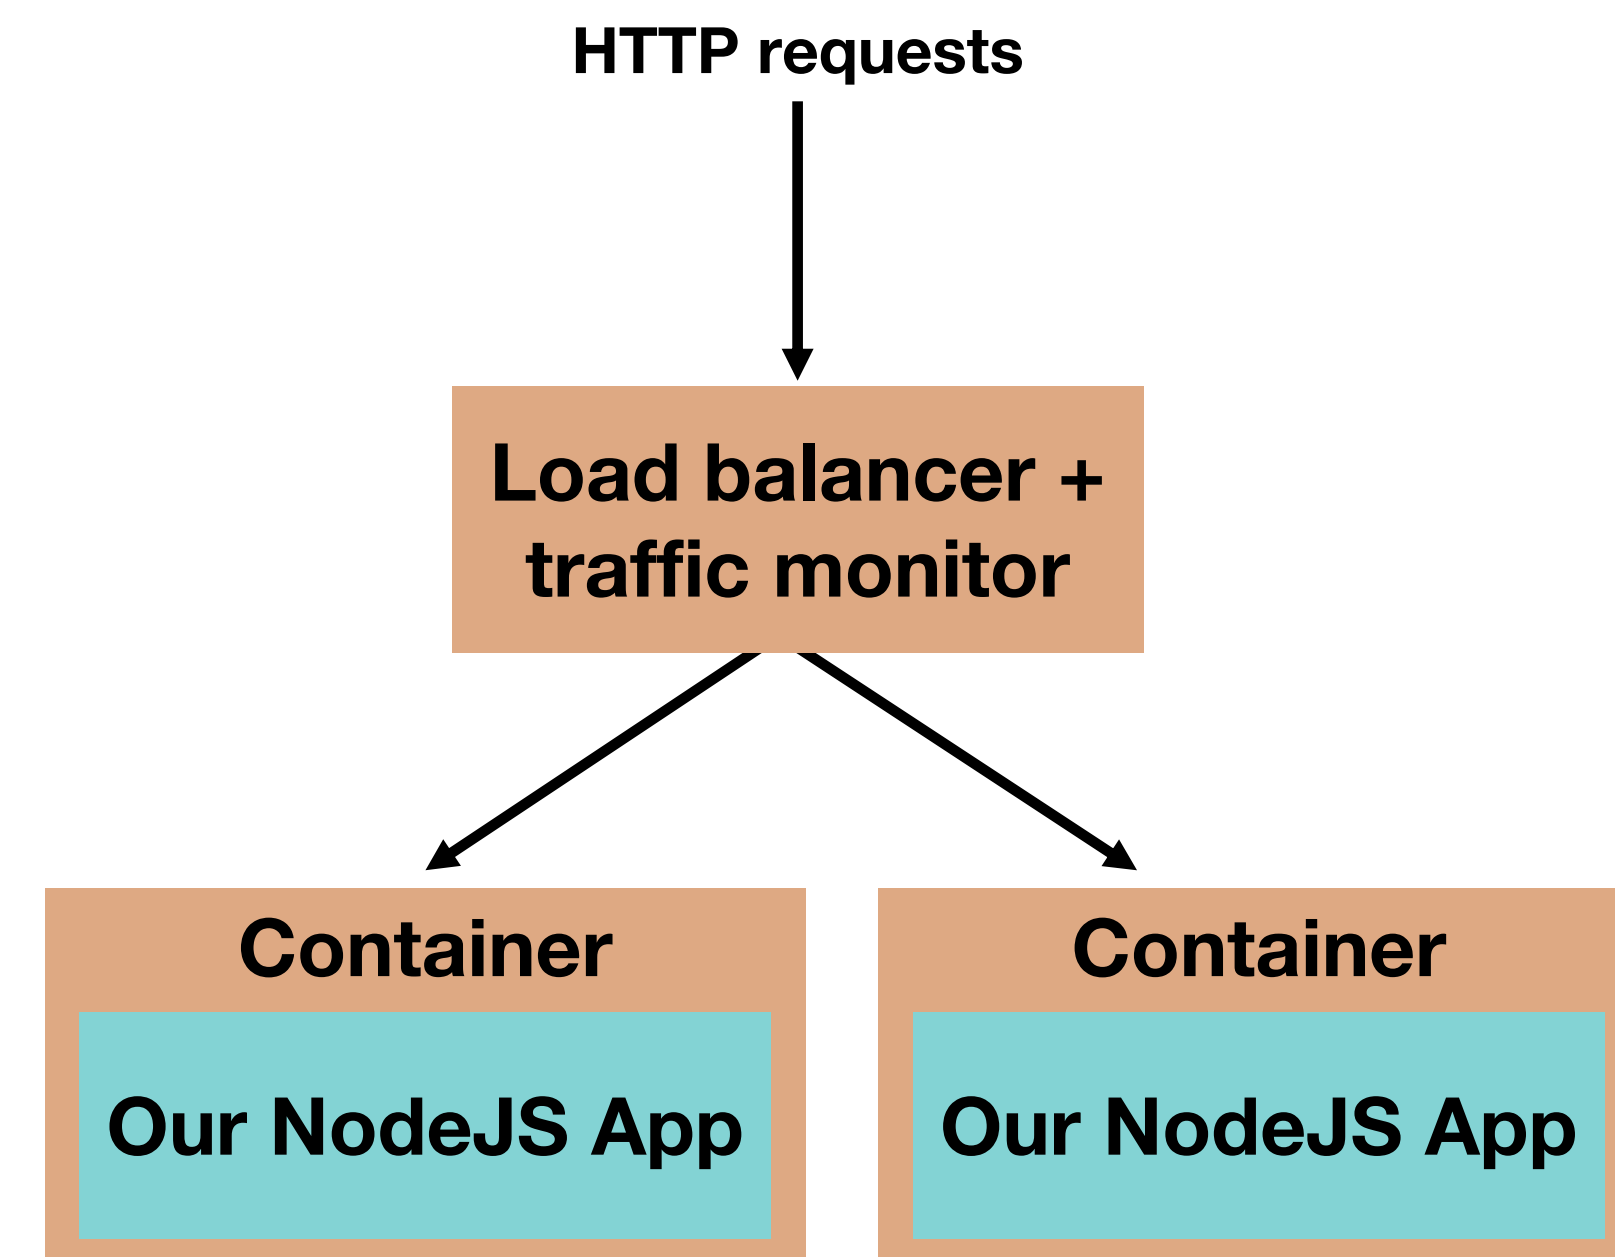 HTTP requests
Load balancer +
traffic monitor
Container
Our NodeJS App
Container
Our NodeJS App